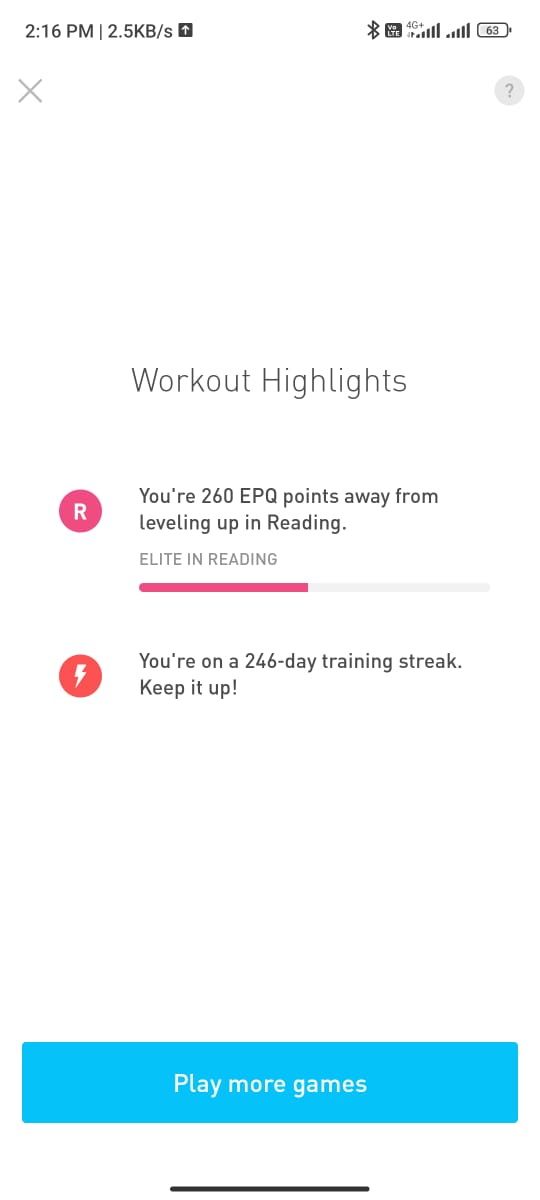 2:16 PM | 2.5KB/s
Vo LTE 4G+ 63
?
Workout Highlights
R
You're 260 EPQ points away from
leveling up in Reading.
ELITE IN READING
You're on a 246-day training streak.
Keep it up!
Play more games